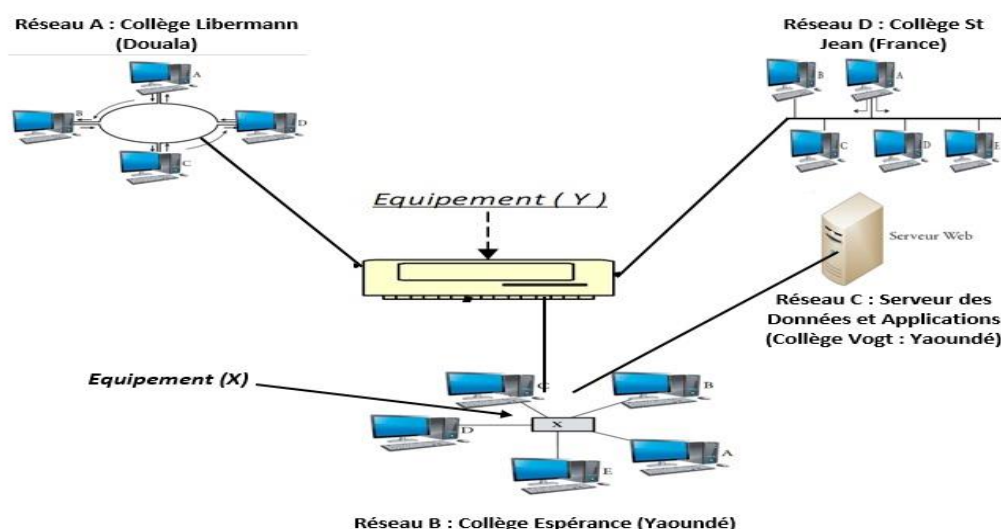 Réseau A : Collège Libermann
(Douala)
A
B
D
C
Réseau D : Collège St
Jean (France)
B
A
C
D
E
Equipement ( Y )
Serveur Web
Réseau C : Serveur des
Données et Applications
(Collège Vogt : Yaoundé)
Equipement (X)
C
B
D
X
A
E
Réseau B : Collège Espérance (Yaoundé)